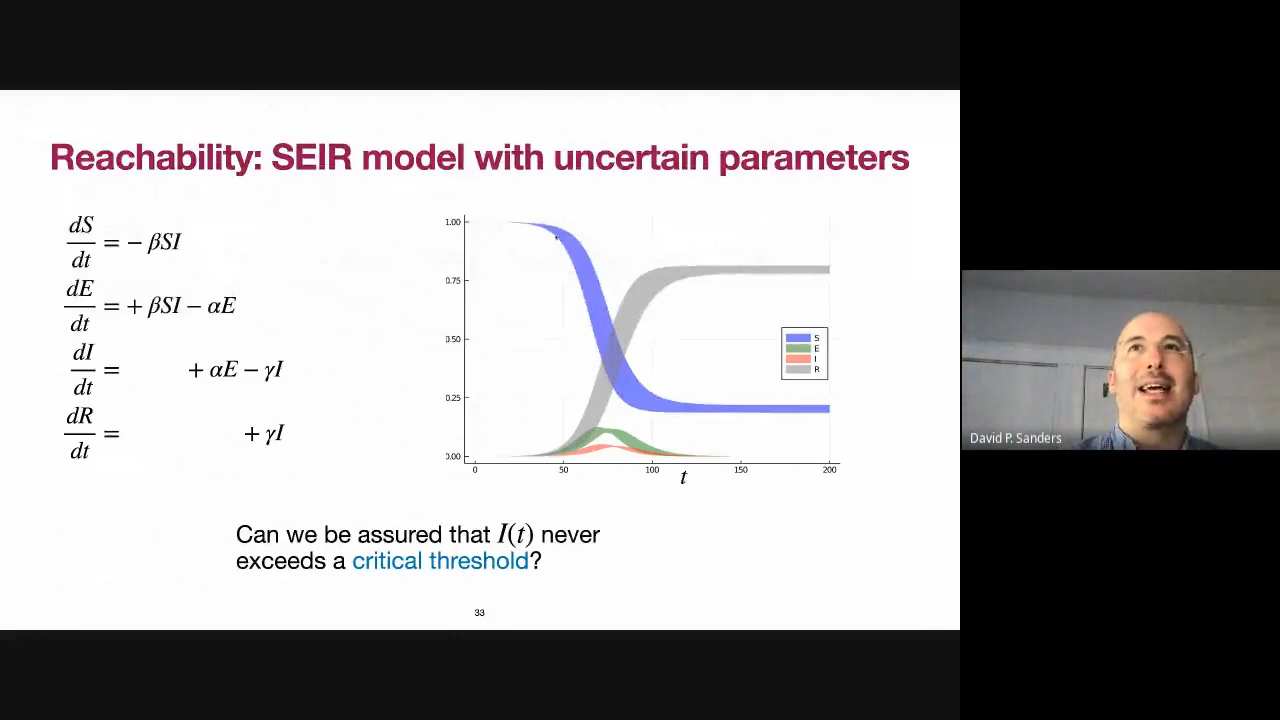 Reachability: SEIR model with uncertain parameters
dS/dt = − βSI
dE/dt = + βSI − αE
dI/dt = + αE − γI
dR/dt = + γI
1.00
0.75
0.50
0.25
0.00
0 50 100 150 200
t
S
E
I
R
Can we be assured that I(t) never
exceeds a critical threshold?
33
David P. Sanders